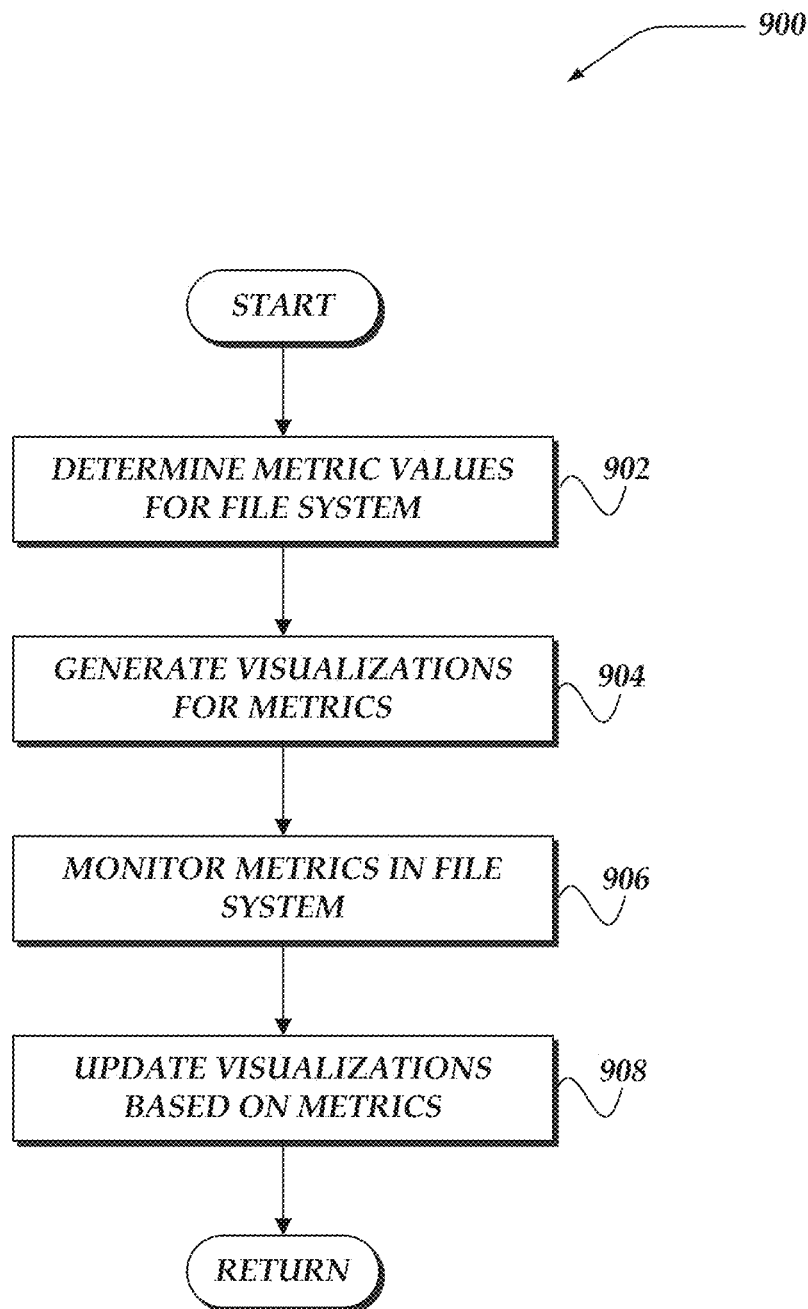 900
START
DETERMINE METRIC VALUES
FOR FILE SYSTEM
902
GENERATE VISUALIZATIONS
FOR METRICS
904
MONITOR METRICS IN FILE
SYSTEM
906
UPDATE VISUALIZATIONS
BASED ON METRICS
908
RETURN